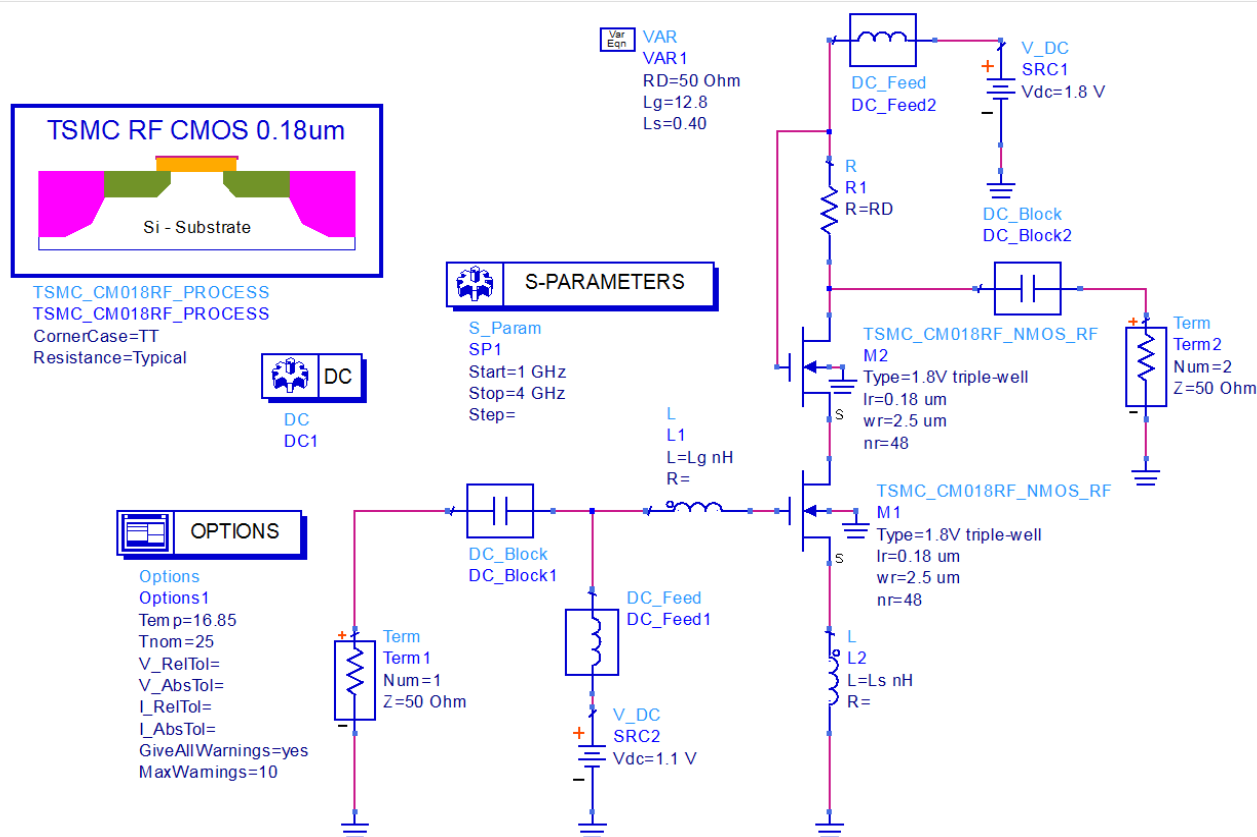 Var
Eqn
VAR
VAR1
RD=50 Ohm
Lg=12.8
Ls=0.40
DC_Feed
DC_Feed2
V_DC
SRC1
Vdc=1.8 V
+
−
TSMC RF CMOS 0.18um
Si - Substrate
TSMC_CM018RF_PROCESS
TSMC_CM018RF_PROCESS
CornerCase=TT
Resistance=Typical
R
R1
R=RD
DC_Block
DC_Block2
S-PARAMETERS
S_Param
SP1
Start=1 GHz
Stop=4 GHz
Step=
DC
DC
DC1
TSMC_CM018RF_NMOS_RF
M2
Type=1.8V triple-well
lr=0.18 um
wr=2.5 um
nr=48
S
+
−
Term
Term2
Num=2
Z=50 Ohm
L
L1
L=Lg nH
R=
TSMC_CM018RF_NMOS_RF
M1
Type=1.8V triple-well
lr=0.18 um
wr=2.5 um
nr=48
S
OPTIONS
Options
Options1
Temp=16.85
Tnom=25
V_RelTol=
V_AbsTol=
I_RelTol=
I_AbsTol=
GiveAllWarnings=yes
MaxWarnings=10
DC_Block
DC_Block1
DC_Feed
DC_Feed1
+
−
Term
Term1
Num=1
Z=50 Ohm
L
L2
L=Ls nH
R=
V_DC
SRC2
Vdc=1.1 V
+
−